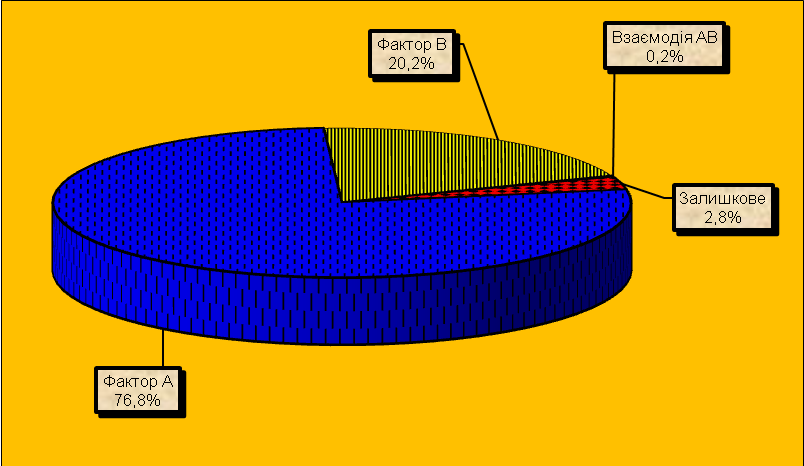 Фактор В
20,2%
Взаємодія АВ
0,2%
Залишкове
2,8%
Фактор А
76,8%